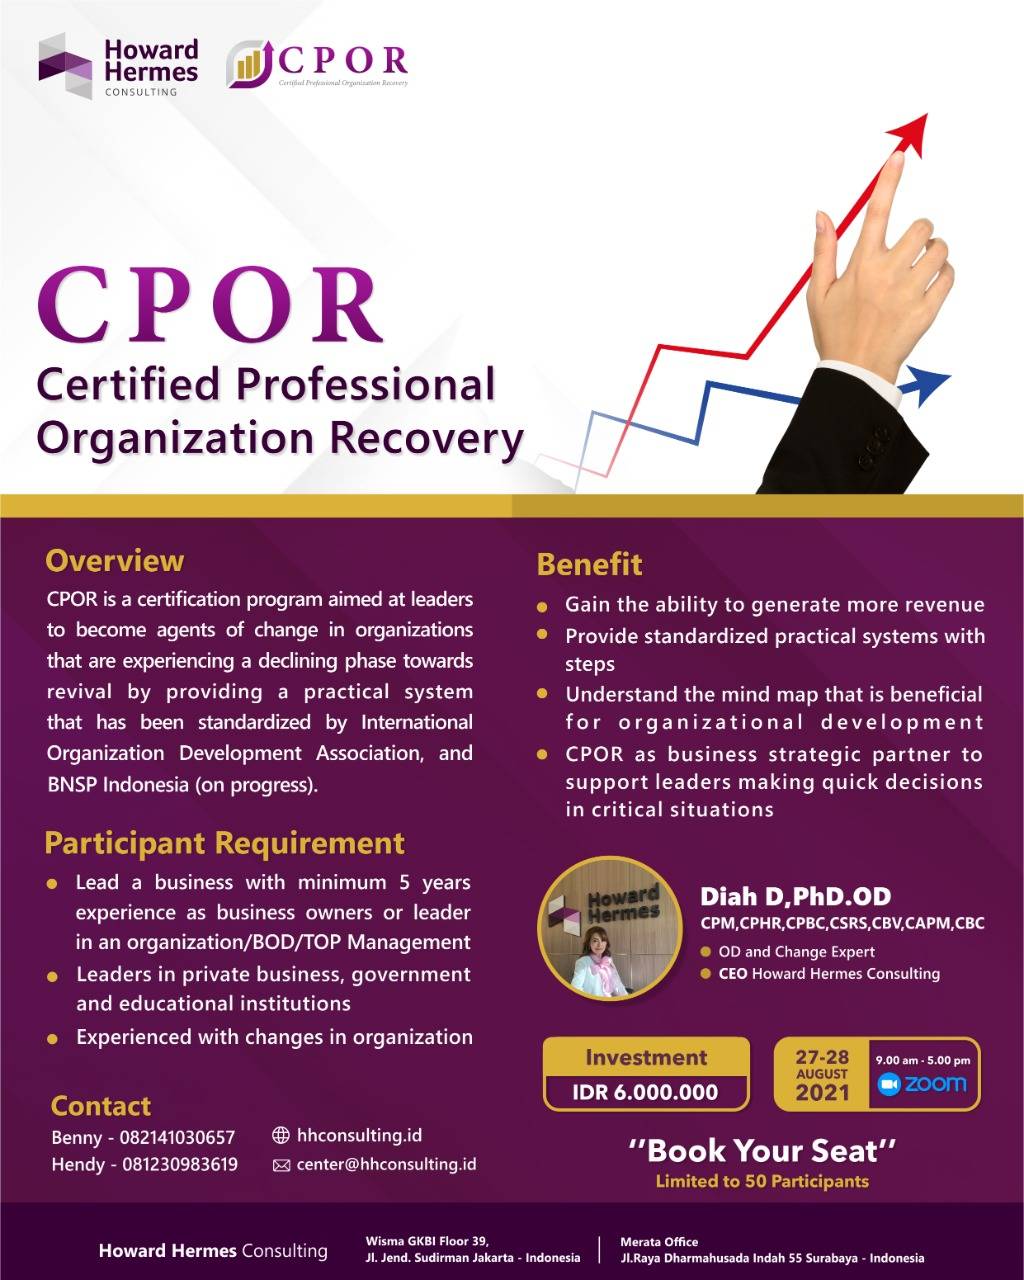 Howard
Hermes
CONSULTING
CPOR
Certified Professional Organization Recovery
CPOR
Certified Professional
Organization Recovery
Overview
CPOR is a certification program aimed at leaders
to become agents of change in organizations
that are experiencing a declining phase towards
revival by providing a practical system
that has been standardized by International
Organization Development Association, and
BNSP Indonesia (on progress).
Participant Requirement
Lead a business with minimum 5 years
experience as business owners or leader
in an organization/BOD/TOP Management
Leaders in private business, government
and educational institutions
Experienced with changes in organization
Contact
Benny - 082141030657
Hendy - 081230983619
hhconsulting.id
center@hhconsulting.id
Benefit
Gain the ability to generate more revenue
Provide standardized practical systems with
steps
Understand the mind map that is beneficial
for organizational development
CPOR as business strategic partner to
support leaders making quick decisions
in critical situations
Howard
Hermes
Diah D,PhD.OD
CPM,CPHR,CPBC,CSRS,CBV,CAPM,CBC
OD and Change Expert
CEO Howard Hermes Consulting
Investment
IDR 6.000.000
27-28
AUGUST
2021
9.00 am - 5.00 pm
zoom
''Book Your Seat''
Limited to 50 Participants
Howard Hermes Consulting
Wisma GKBI Floor 39,
Jl. Jend. Sudirman Jakarta - Indonesia
Merata Office
Jl.Raya Dharmahusada Indah 55 Surabaya - Indonesia